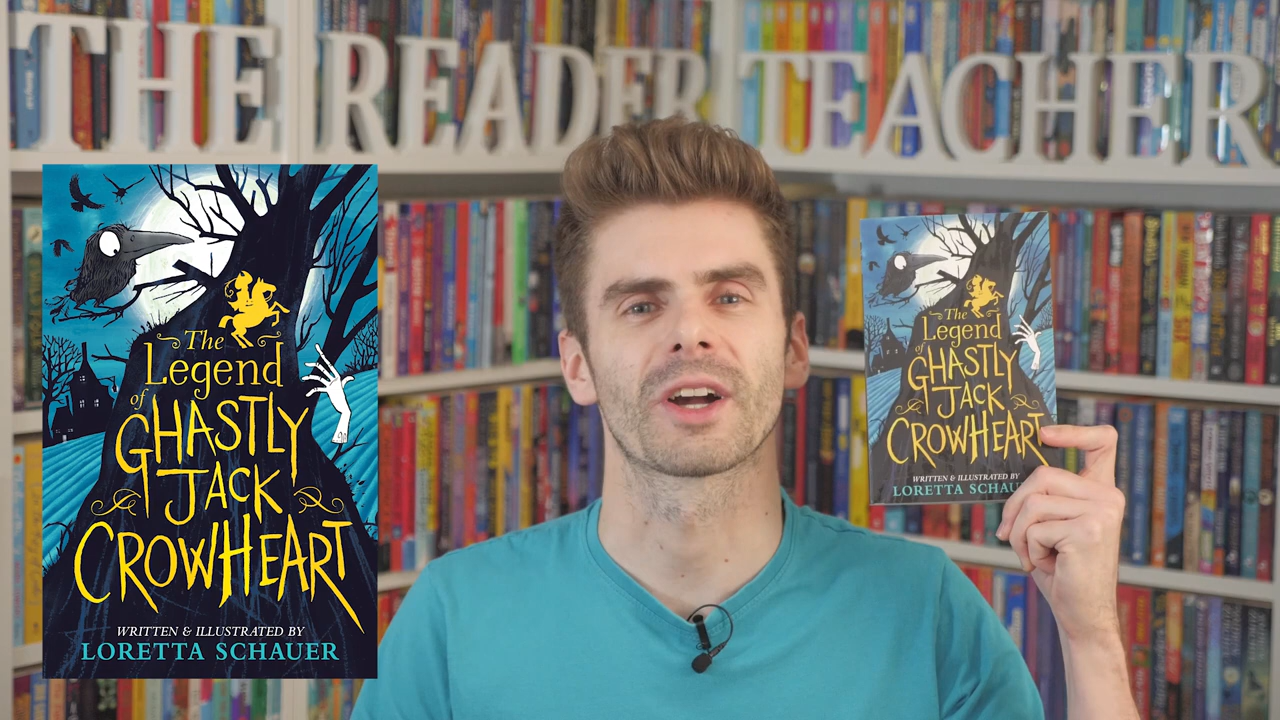 THE READER TEACHER
The
Legend
of
GHASTLY
JACK
CROWHEART
WRITTEN & ILLUSTRATED BY
LORETTA SCHAUER
The
Legend
of
GHASTLY
JACK
CROWHEART
WRITTEN & ILLUSTRATED BY
LORETTA SCHAU